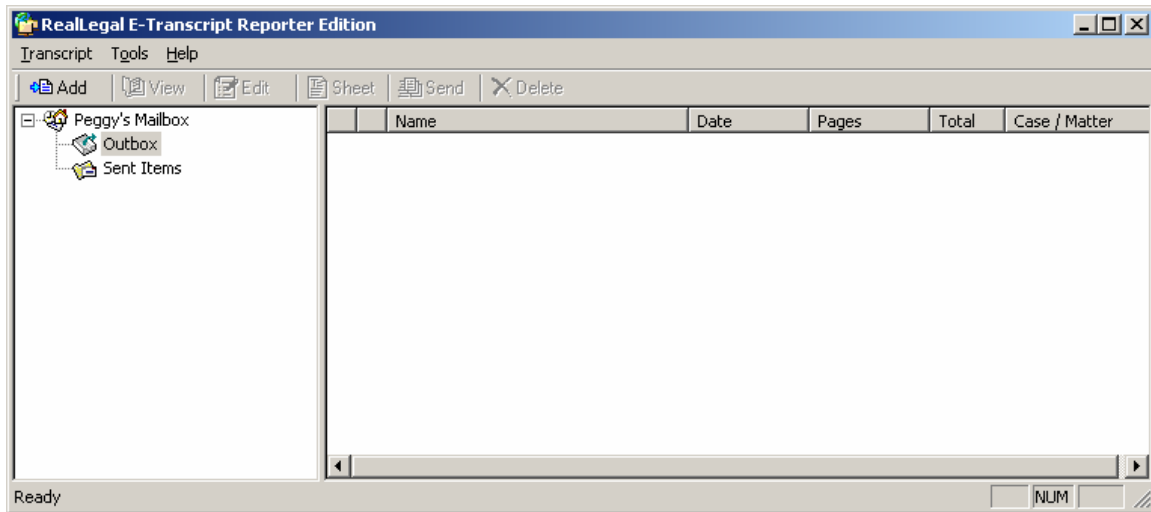 RealLegal E-Transcript Reporter Edition
Transcript Tools Help
Add View Edit Sheet Send Delete
Peggy's Mailbox
Outbox
Sent Items
Name Date Pages Total Case / Matter
Ready NUM